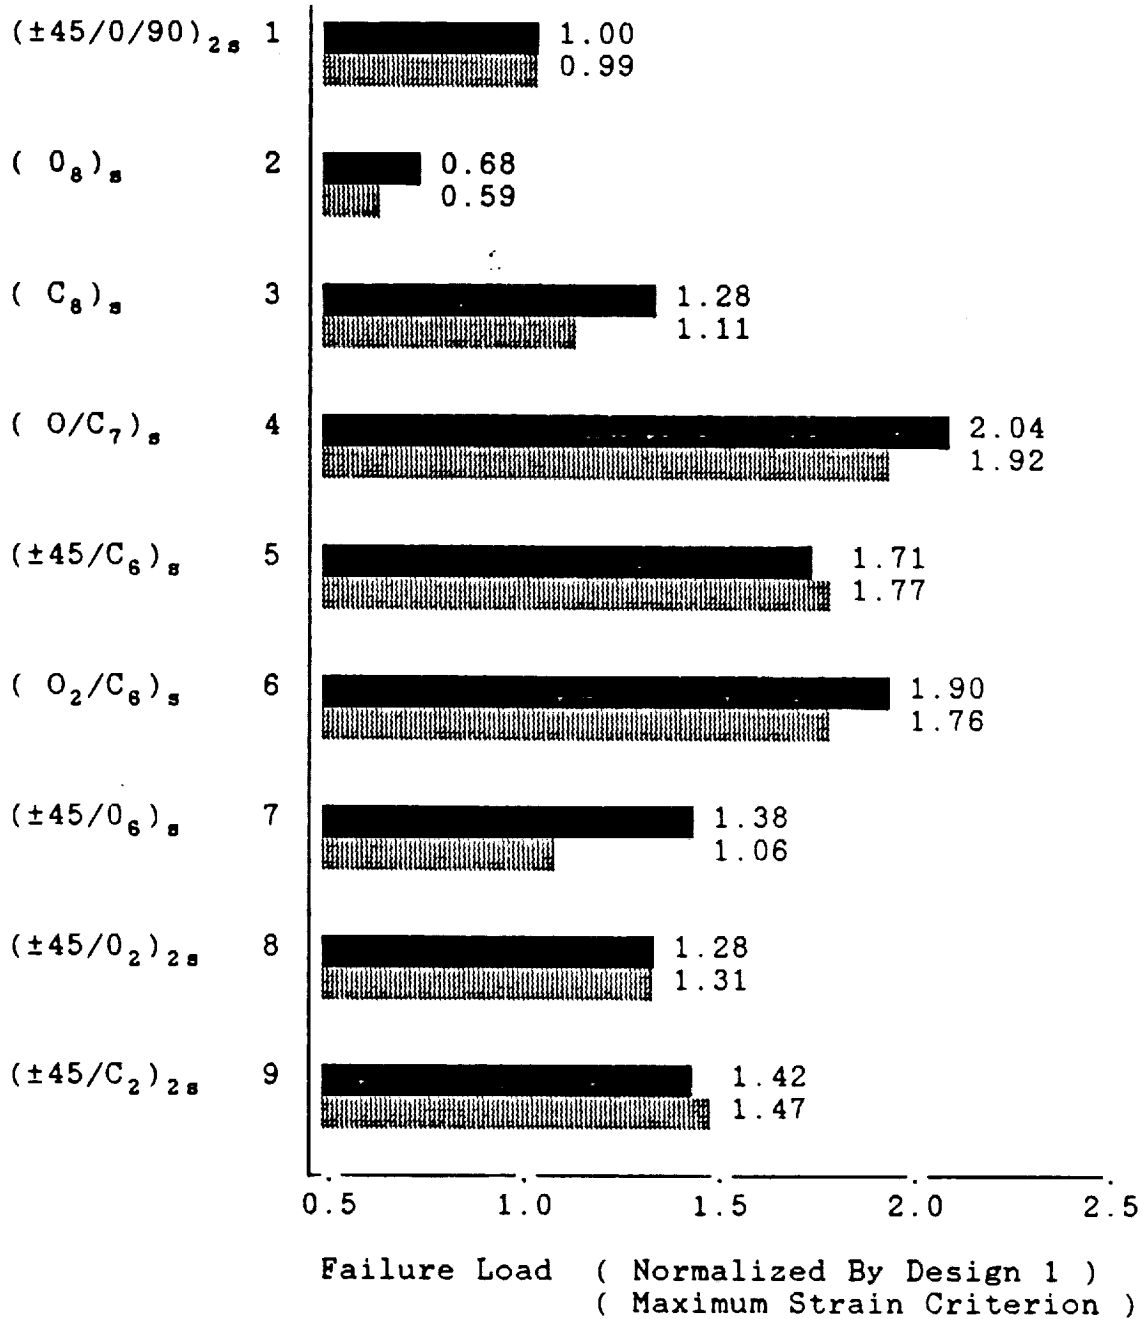 (±45/0/90)₂ₛ 1 1.00
0.99
( 0₈)ₛ 2 0.68
0.59
( C₈)ₛ 3 1.28
1.11
( 0/C₇)ₛ 4 2.04
1.92
(±45/C₆)ₛ 5 1.71
1.77
( 0₂/C₆)ₛ 6 1.90
1.76
(±45/0₆)ₛ 7 1.38
1.06
(±45/0₂)₂ₛ 8 1.28
1.31
(±45/C₂)₂ₛ 9 1.42
1.47
0.5 1.0 1.5 2.0 2.5
Failure Load ( Normalized By Design 1 )
( Maximum Strain Criterion )